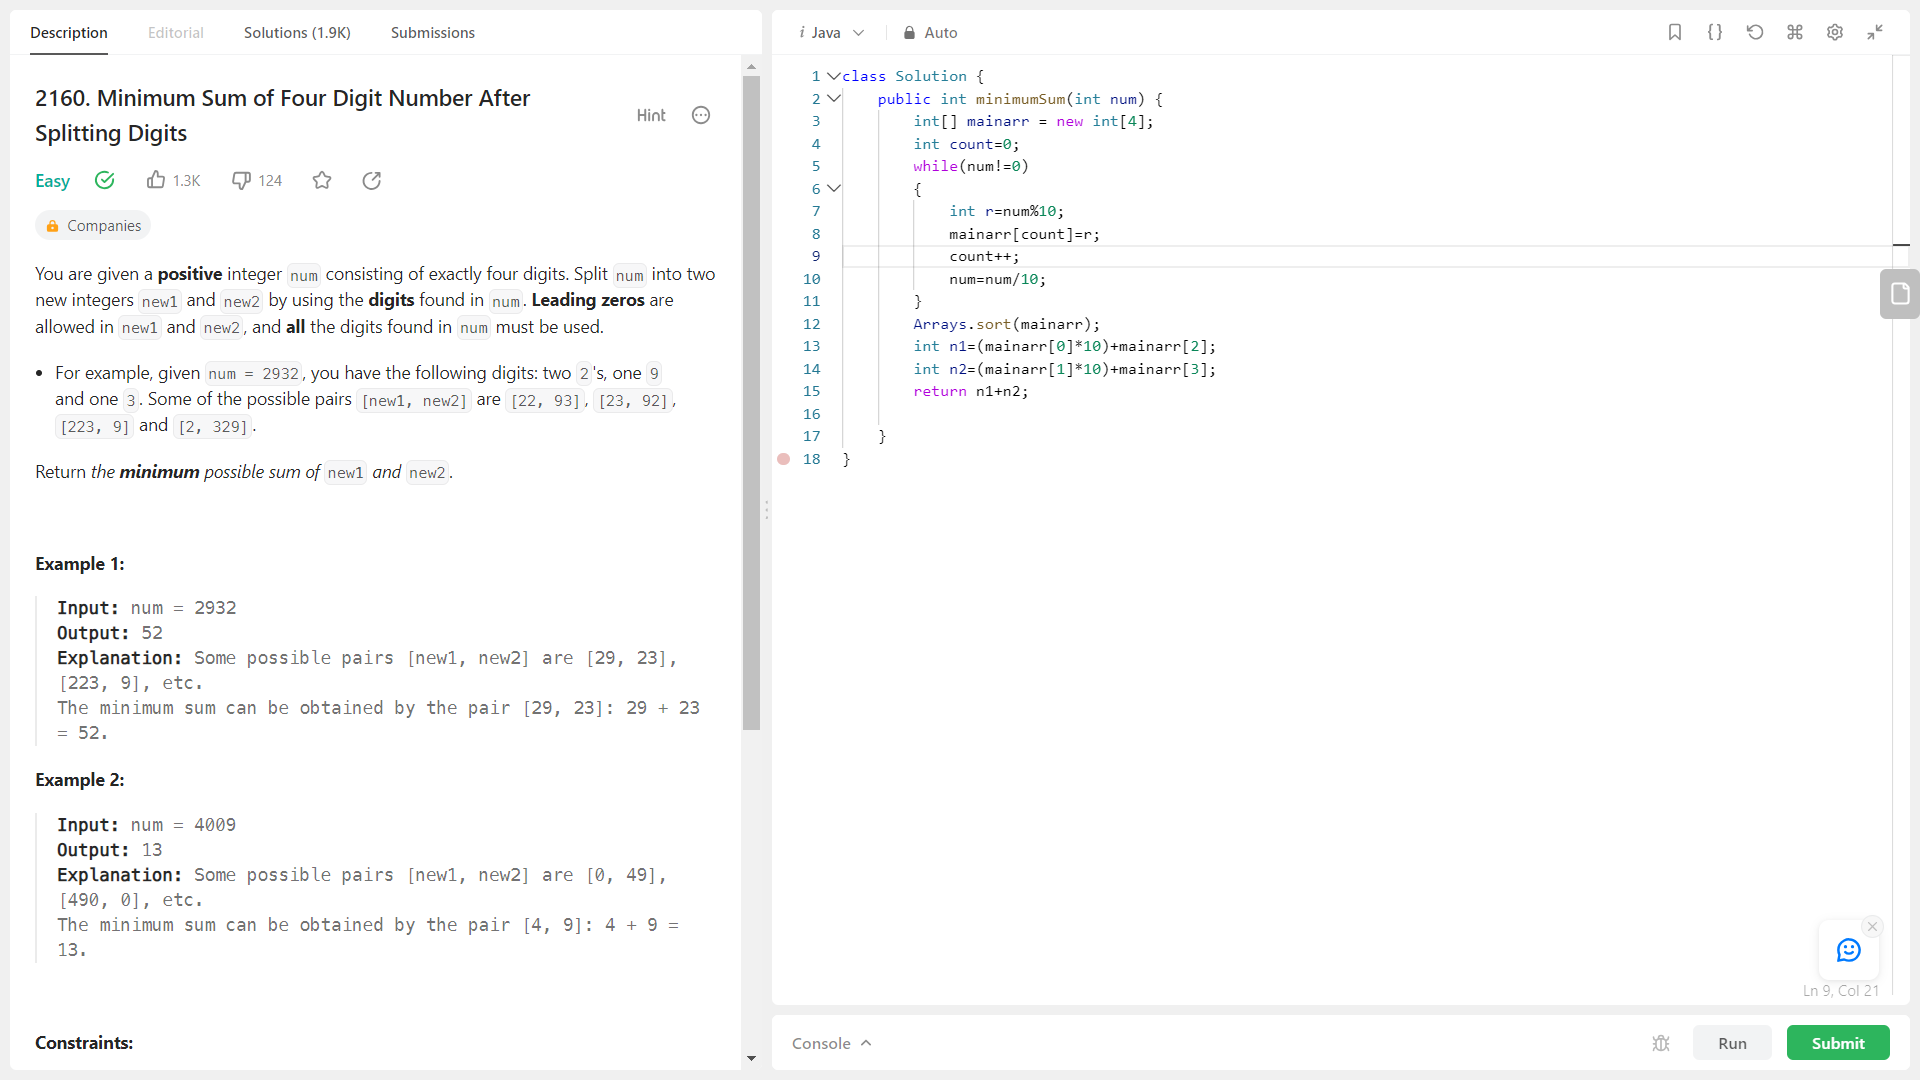 Description
Editorial
Solutions (1.9K)
Submissions
2160. Minimum Sum of Four Digit Number After
Splitting Digits
Hint
Easy
1.3K
124
Companies
You are given a positive integer num consisting of exactly four digits. Split num into two
new integers new1 and new2 by using the digits found in num. Leading zeros are
allowed in new1 and new2, and all the digits found in num must be used.
• For example, given num = 2932, you have the following digits: two 2's, one 9
and one 3. Some of the possible pairs [new1, new2] are [22, 93], [23, 92],
[223, 9] and [2, 329].
Return the minimum possible sum of new1 and new2.
Example 1:
Input: num = 2932
Output: 52
Explanation: Some possible pairs [new1, new2] are [29, 23],
[223, 9], etc.
The minimum sum can be obtained by the pair [29, 23]: 29 + 23
= 52.
Example 2:
Input: num = 4009
Output: 13
Explanation: Some possible pairs [new1, new2] are [0, 49],
[490, 0], etc.
The minimum sum can be obtained by the pair [4, 9]: 4 + 9 =
13.
Constraints:
i Java
Auto
1 class Solution {
2 public int minimumSum(int num) {
3 int[] mainarr = new int[4];
4 int count=0;
5 while(num!=0)
6 {
7 int r=num%10;
8 mainarr[count]=r;
9 count++;
10 num=num/10;
11 }
12 Arrays.sort(mainarr);
13 int n1=(mainarr[0]*10)+mainarr[2];
14 int n2=(mainarr[1]*10)+mainarr[3];
15 return n1+n2;
16
17 }
18 }
Ln 9, Col 21
Console
Run
Submit